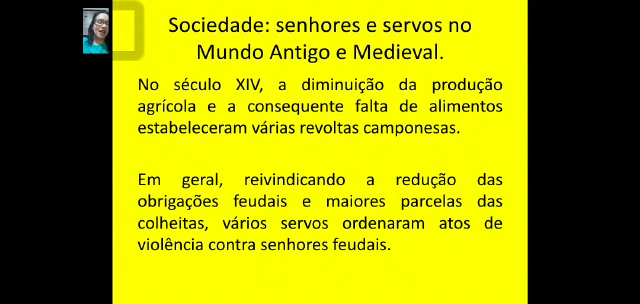 Sociedade: senhores e servos no
Mundo Antigo e Medieval.
No século XIV, a diminuição da produção
agrícola e a consequente falta de alimentos
estabeleceram várias revoltas camponesas.
Em geral, reivindicando a redução das
obrigações feudais e maiores parcelas das
colheitas, vários servos ordenaram atos de
violência contra senhores feudais.